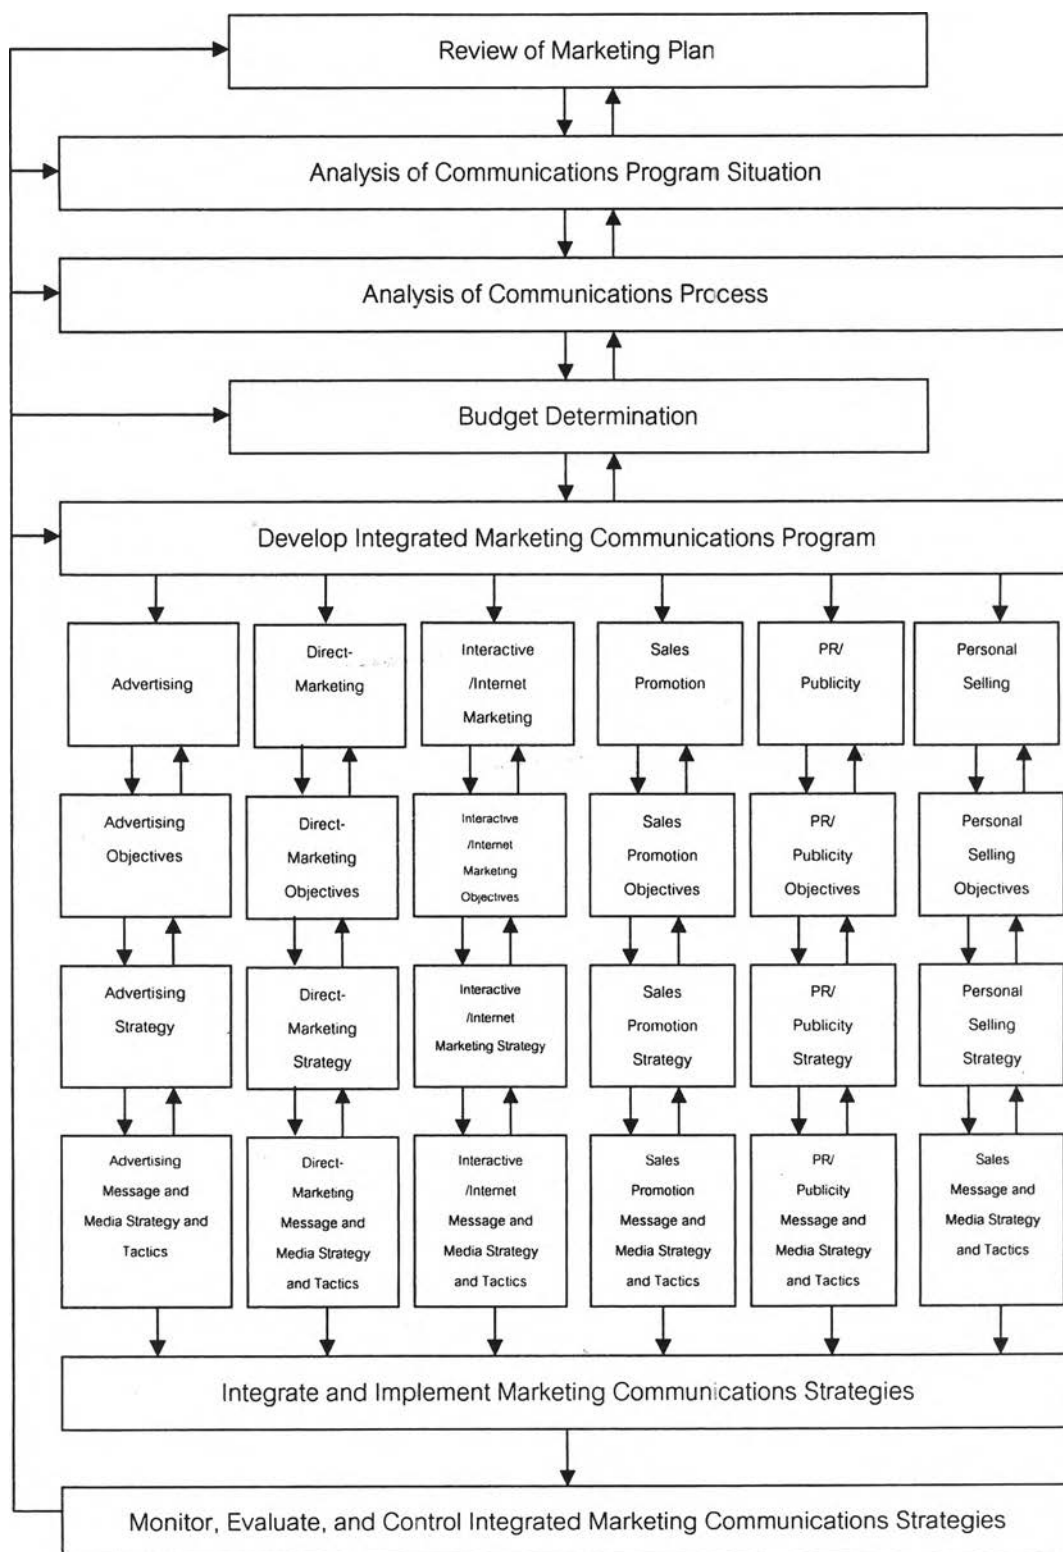 Review of Marketing Plan
Analysis of Communications Program Situation
Analysis of Communications Process
Budget Determination
Develop Integrated Marketing Communications Program
Advertising
Direct-
Marketing
Interactive
/Internet
Marketing
Sales
Promotion
PR/
Publicity
Personal
Selling
Advertising
Objectives
Direct-
Marketing
Objectives
Interactive
/Internet
Marketing
Objectives
Sales
Promotion
Objectives
PR/
Publicity
Objectives
Personal
Selling
Objectives
Advertising
Strategy
Direct-
Marketing
Strategy
Interactive
/Internet
Marketing Strategy
Sales
Promotion
Strategy
PR/
Publicity
Strategy
Personal
Selling
Strategy
Advertising
Message and
Media Strategy and
Tactics
Direct-
Marketing
Message and
Media Strategy
and Tactics
Interactive
/Internet
Message and
Media Strategy
and Tactics
Sales
Promotion
Message and
Media Strategy
and Tactics
PR/
Publicity
Message and
Media Strategy
and Tactics
Sales
Message and
Media Strategy
and Tactics
Integrate and Implement Marketing Communications Strategies
Monitor, Evaluate, and Control Integrated Marketing Communications Strategies